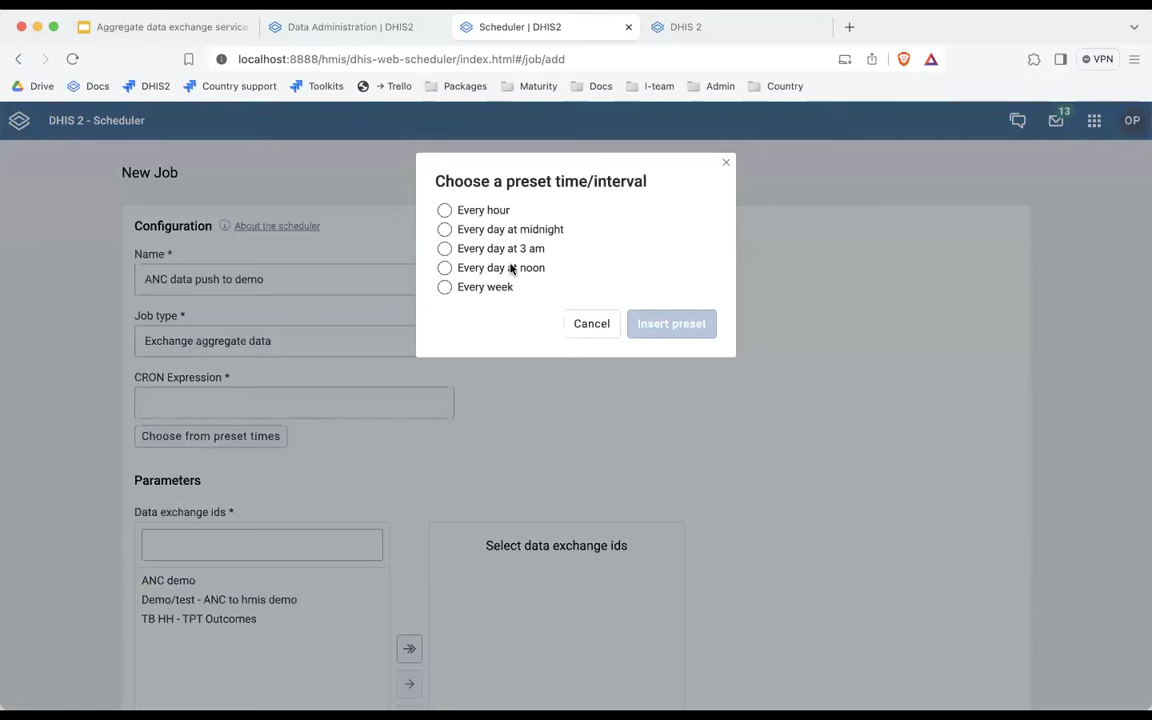 Aggregate data exchange service
Data Administration | DHIS2
Scheduler | DHIS2
DHIS 2
localhost:8888/hmis/dhis-web-scheduler/index.html#/job/add
VPN
Drive
Docs
DHIS2
Country support
Toolkits
→ Trello
Packages
Maturity
Docs
I-team
Admin
Country
DHIS 2 - Scheduler
13
OP
New Job
Choose a preset time/interval
Every hour
Every day at midnight
Every day at 3 am
Every day at noon
Every week
Cancel
Insert preset
Configuration
About the scheduler
Name *
ANC data push to demo
Job type *
Exchange aggregate data
CRON Expression *
Choose from preset times
Parameters
Data exchange ids *
Select data exchange ids
ANC demo
Demo/test - ANC to hmis demo
TB HH - TPT Outcomes